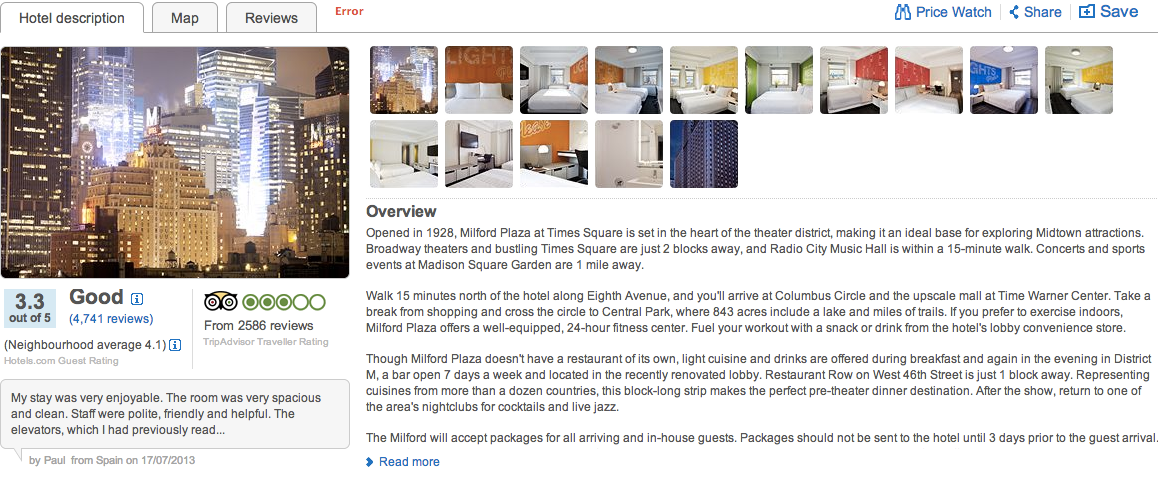 Hotel description
Map
Reviews
Error
Price Watch
Share
Save
3.3
out of 5
Good
(4,741 reviews)
(Neighbourhood average 4.1)
Hotels.com Guest Rating
From 2586 reviews
TripAdvisor Traveller Rating
My stay was very enjoyable. The room was very spacious
and clean. Staff were polite, friendly and helpful. The
elevators, which I had previously read...
by Paul from Spain on 17/07/2013
Overview
Opened in 1928, Milford Plaza at Times Square is set in the heart of the theater district, making it an ideal base for exploring Midtown attractions.
Broadway theaters and bustling Times Square are just 2 blocks away, and Radio City Music Hall is within a 15-minute walk. Concerts and sports
events at Madison Square Garden are 1 mile away.
Walk 15 minutes north of the hotel along Eighth Avenue, and you'll arrive at Columbus Circle and the upscale mall at Time Warner Center. Take a
break from shopping and cross the circle to Central Park, where 843 acres include a lake and miles of trails. If you prefer to exercise indoors,
Milford Plaza offers a well-equipped, 24-hour fitness center. Fuel your workout with a snack or drink from the hotel's lobby convenience store.
Though Milford Plaza doesn't have a restaurant of its own, light cuisine and drinks are offered during breakfast and again in the evening in District
M, a bar open 7 days a week and located in the recently renovated lobby. Restaurant Row on West 46th Street is just 1 block away. Representing
cuisines from more than a dozen countries, this block-long strip makes the perfect pre-theater dinner destination. After the show, return to one of
the area's nightclubs for cocktails and live jazz.
The Milford will accept packages for all arriving and in-house guests. Packages should not be sent to the hotel until 3 days prior to the guest arrival.
Read more